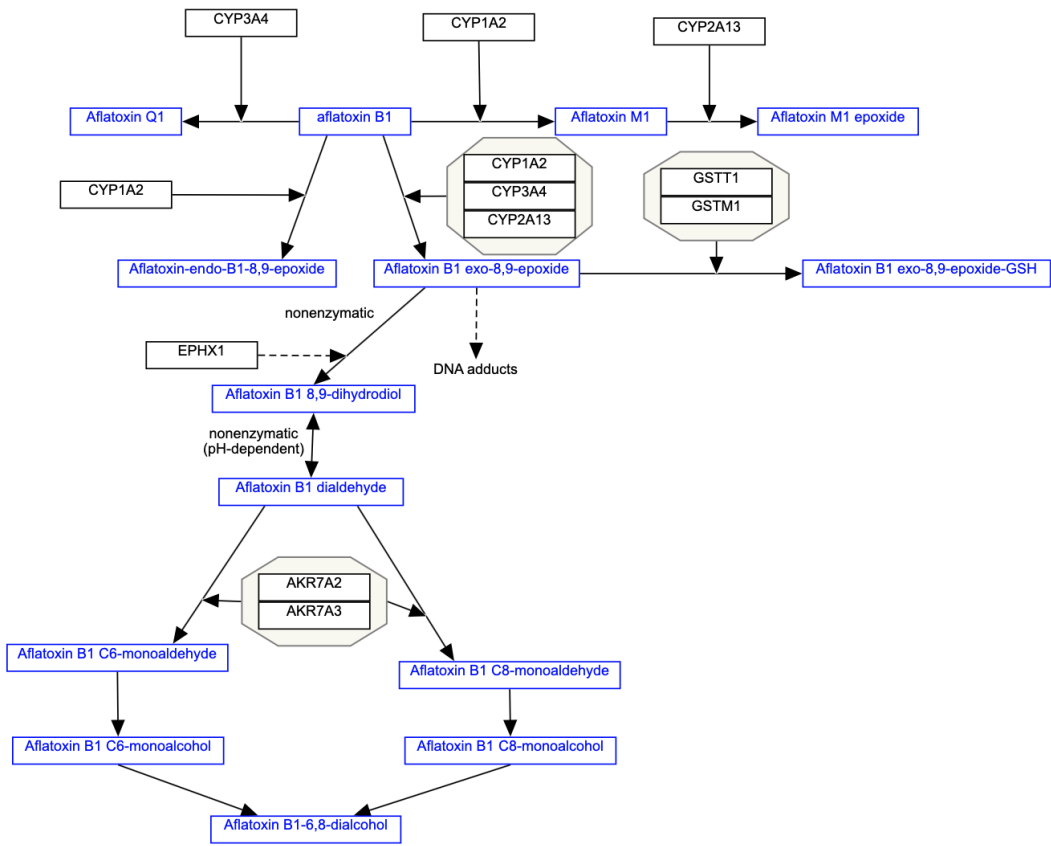 CYP3A4
CYP1A2
CYP2A13
Aflatoxin Q1
aflatoxin B1
Aflatoxin M1
Aflatoxin M1 epoxide
CYP1A2
CYP1A2
CYP3A4
CYP2A13
GSTT1
GSTM1
Aflatoxin-endo-B1-8,9-epoxide
Aflatoxin B1 exo-8,9-epoxide
Aflatoxin B1 exo-8,9-epoxide-GSH
nonenzymatic
EPHX1
DNA adducts
Aflatoxin B1 8,9-dihydrodiol
nonenzymatic
(pH-dependent)
Aflatoxin B1 dialdehyde
AKR7A2
AKR7A3
Aflatoxin B1 C6-monoaldehyde
Aflatoxin B1 C8-monoaldehyde
Aflatoxin B1 C6-monoalcohol
Aflatoxin B1 C8-monoalcohol
Aflatoxin B1-6,8-dialcohol